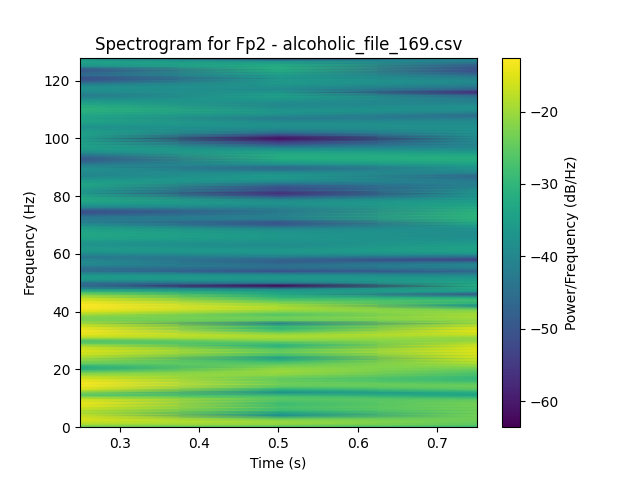 Spectrogram for Fp2 - alcoholic_file_169.csv
120
100
80
60
40
20
0
Frequency (Hz)
0.3 0.4 0.5 0.6 0.7
Time (s)
−20
−30
−40
−50
−60
Power/Frequency (dB/Hz)